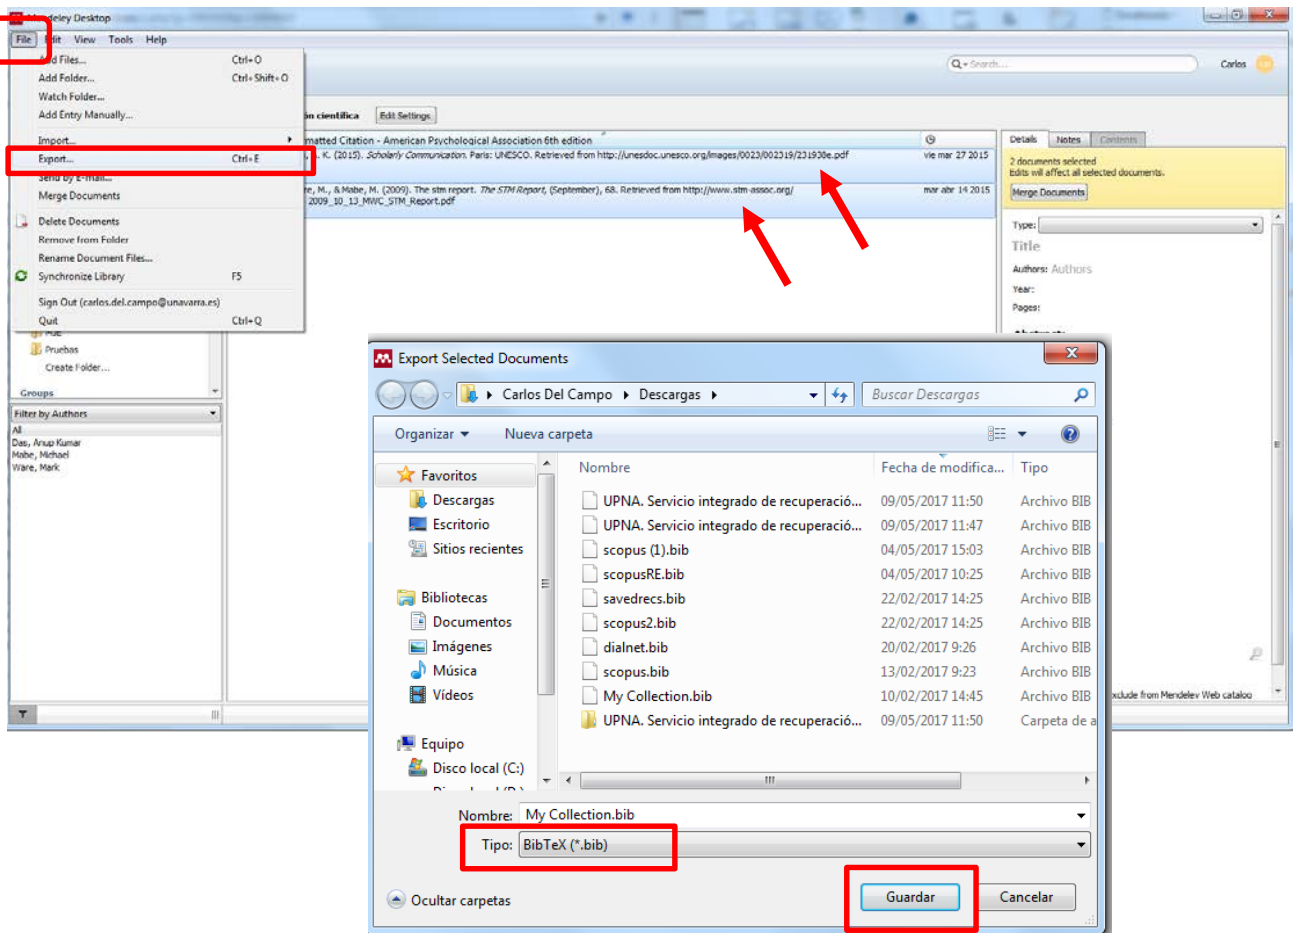 Mendeley Desktop
File Edit View Tools Help
Add Files... Ctrl+O
Add Folder... Ctrl+Shift+O
Watch Folder...
Add Entry Manually...
Import...
Export... Ctrl+E
Send by E-mail...
Merge Documents
Delete Documents
Remove from Folder
Rename Document Files...
Synchronize Library F5
Sign Out (carlos.del.campo@unavarra.es)
Quit Ctrl+Q
Search...
Carlos
científica Edit Settings
Citation - American Psychological Association 6th edition
K. (2015). Scholarly Communication. Paris: UNESCO. Retrieved from http://unesdoc.unesco.org/images/0023/002319/231938e.pdf vie mar 27 2015
M., & Mabe, M. (2009). The stm report. The STM Report, (September), 68. Retrieved from http://www.stm-assoc.org/ mar abr 14 2015
2009_10_13_MWC_STM_Report.pdf
Details Notes Contents
2 documents selected
Edits will affect all selected documents.
Merge Documents
Type:
Title
Authors: Authors
Year:
Pages:
Pruebas
Create Folder...
Groups
Filter by Authors
All
Das, Anup Kumar
Mabe, Michael
Ware, Mark
from Mendeley Web catalog
Export Selected Documents
Carlos Del Campo Descargas
Buscar Descargas
Organizar Nueva carpeta
Favoritos
Descargas
Escritorio
Sitios recientes
Bibliotecas
Documentos
Imágenes
Música
Vídeos
Equipo
Disco local (C:)
Nombre Fecha de modifica... Tipo
UPNA. Servicio integrado de recuperació... 09/05/2017 11:50 Archivo BIB
UPNA. Servicio integrado de recuperació... 09/05/2017 11:47 Archivo BIB
scopus (1).bib 04/05/2017 15:03 Archivo BIB
scopusRE.bib 04/05/2017 10:25 Archivo BIB
savedrecs.bib 22/02/2017 14:25 Archivo BIB
scopus2.bib 22/02/2017 14:25 Archivo BIB
dialnet.bib 20/02/2017 9:26 Archivo BIB
scopus.bib 13/02/2017 9:23 Archivo BIB
My Collection.bib 10/02/2017 14:45 Archivo BIB
UPNA. Servicio integrado de recuperació... 09/05/2017 11:50 Carpeta de a
Nombre: My Collection.bib
Tipo: BibTeX (*.bib)
Ocultar carpetas
Guardar Cancelar